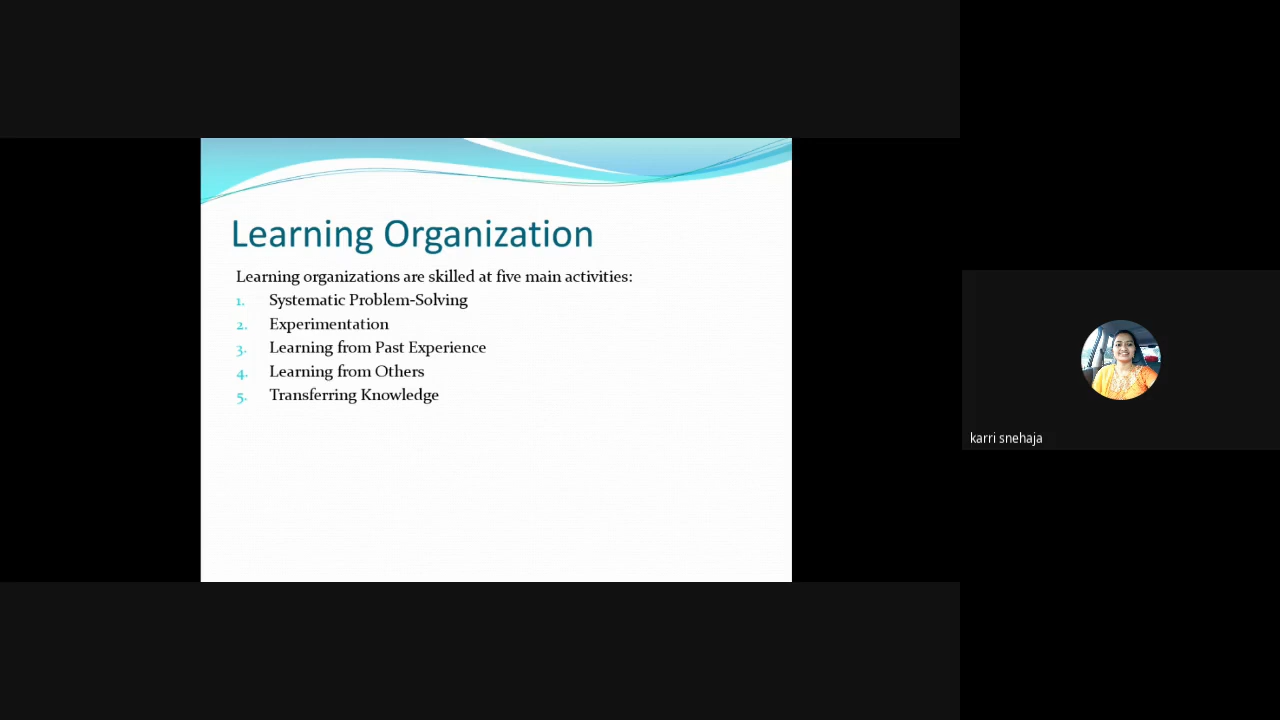 Learning Organization
Learning organizations are skilled at five main activities:
1. Systematic Problem-Solving
2. Experimentation
3. Learning from Past Experience
4. Learning from Others
5. Transferring Knowledge
karri snehaja